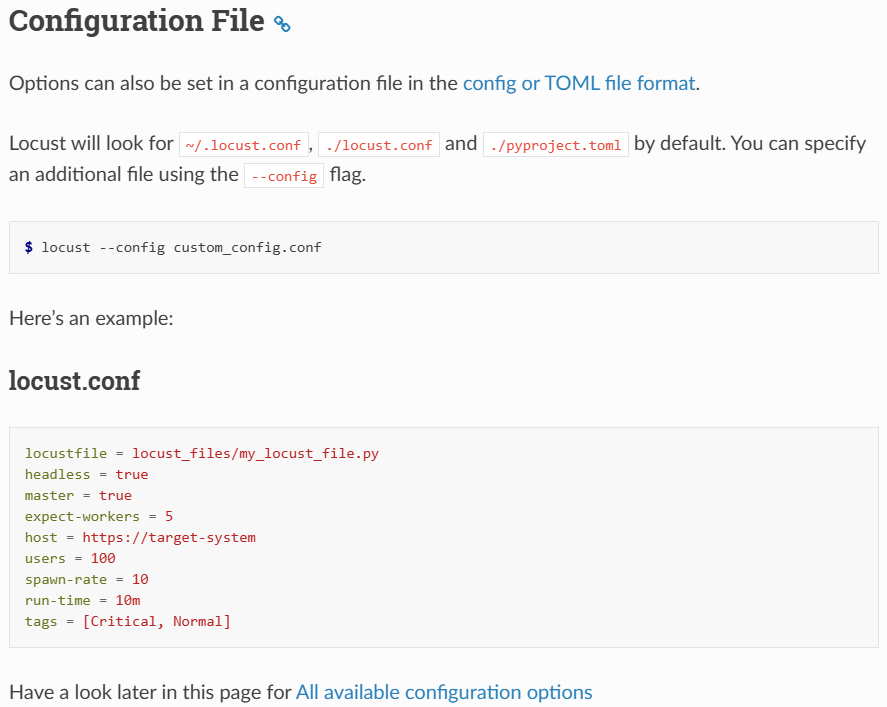 Configuration File
Options can also be set in a configuration file in the config or TOML file format.
Locust will look for ~/.locust.conf, ./locust.conf and ./pyproject.toml by default. You can specify
an additional file using the --config flag.
$ locust --config custom_config.conf
Here’s an example:
locust.conf
locustfile = locust_files/my_locust_file.py
headless = true
master = true
expect-workers = 5
host = https://target-system
users = 100
spawn-rate = 10
run-time = 10m
tags = [Critical, Normal]
Have a look later in this page for All available configuration options